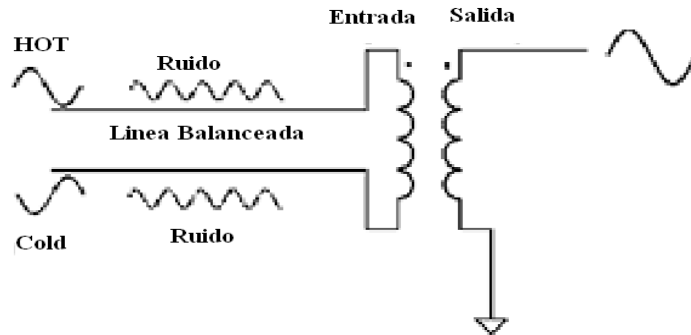 Entrada
Salida
HOT
Ruido
Linea Balanceada
Ruido
Cold